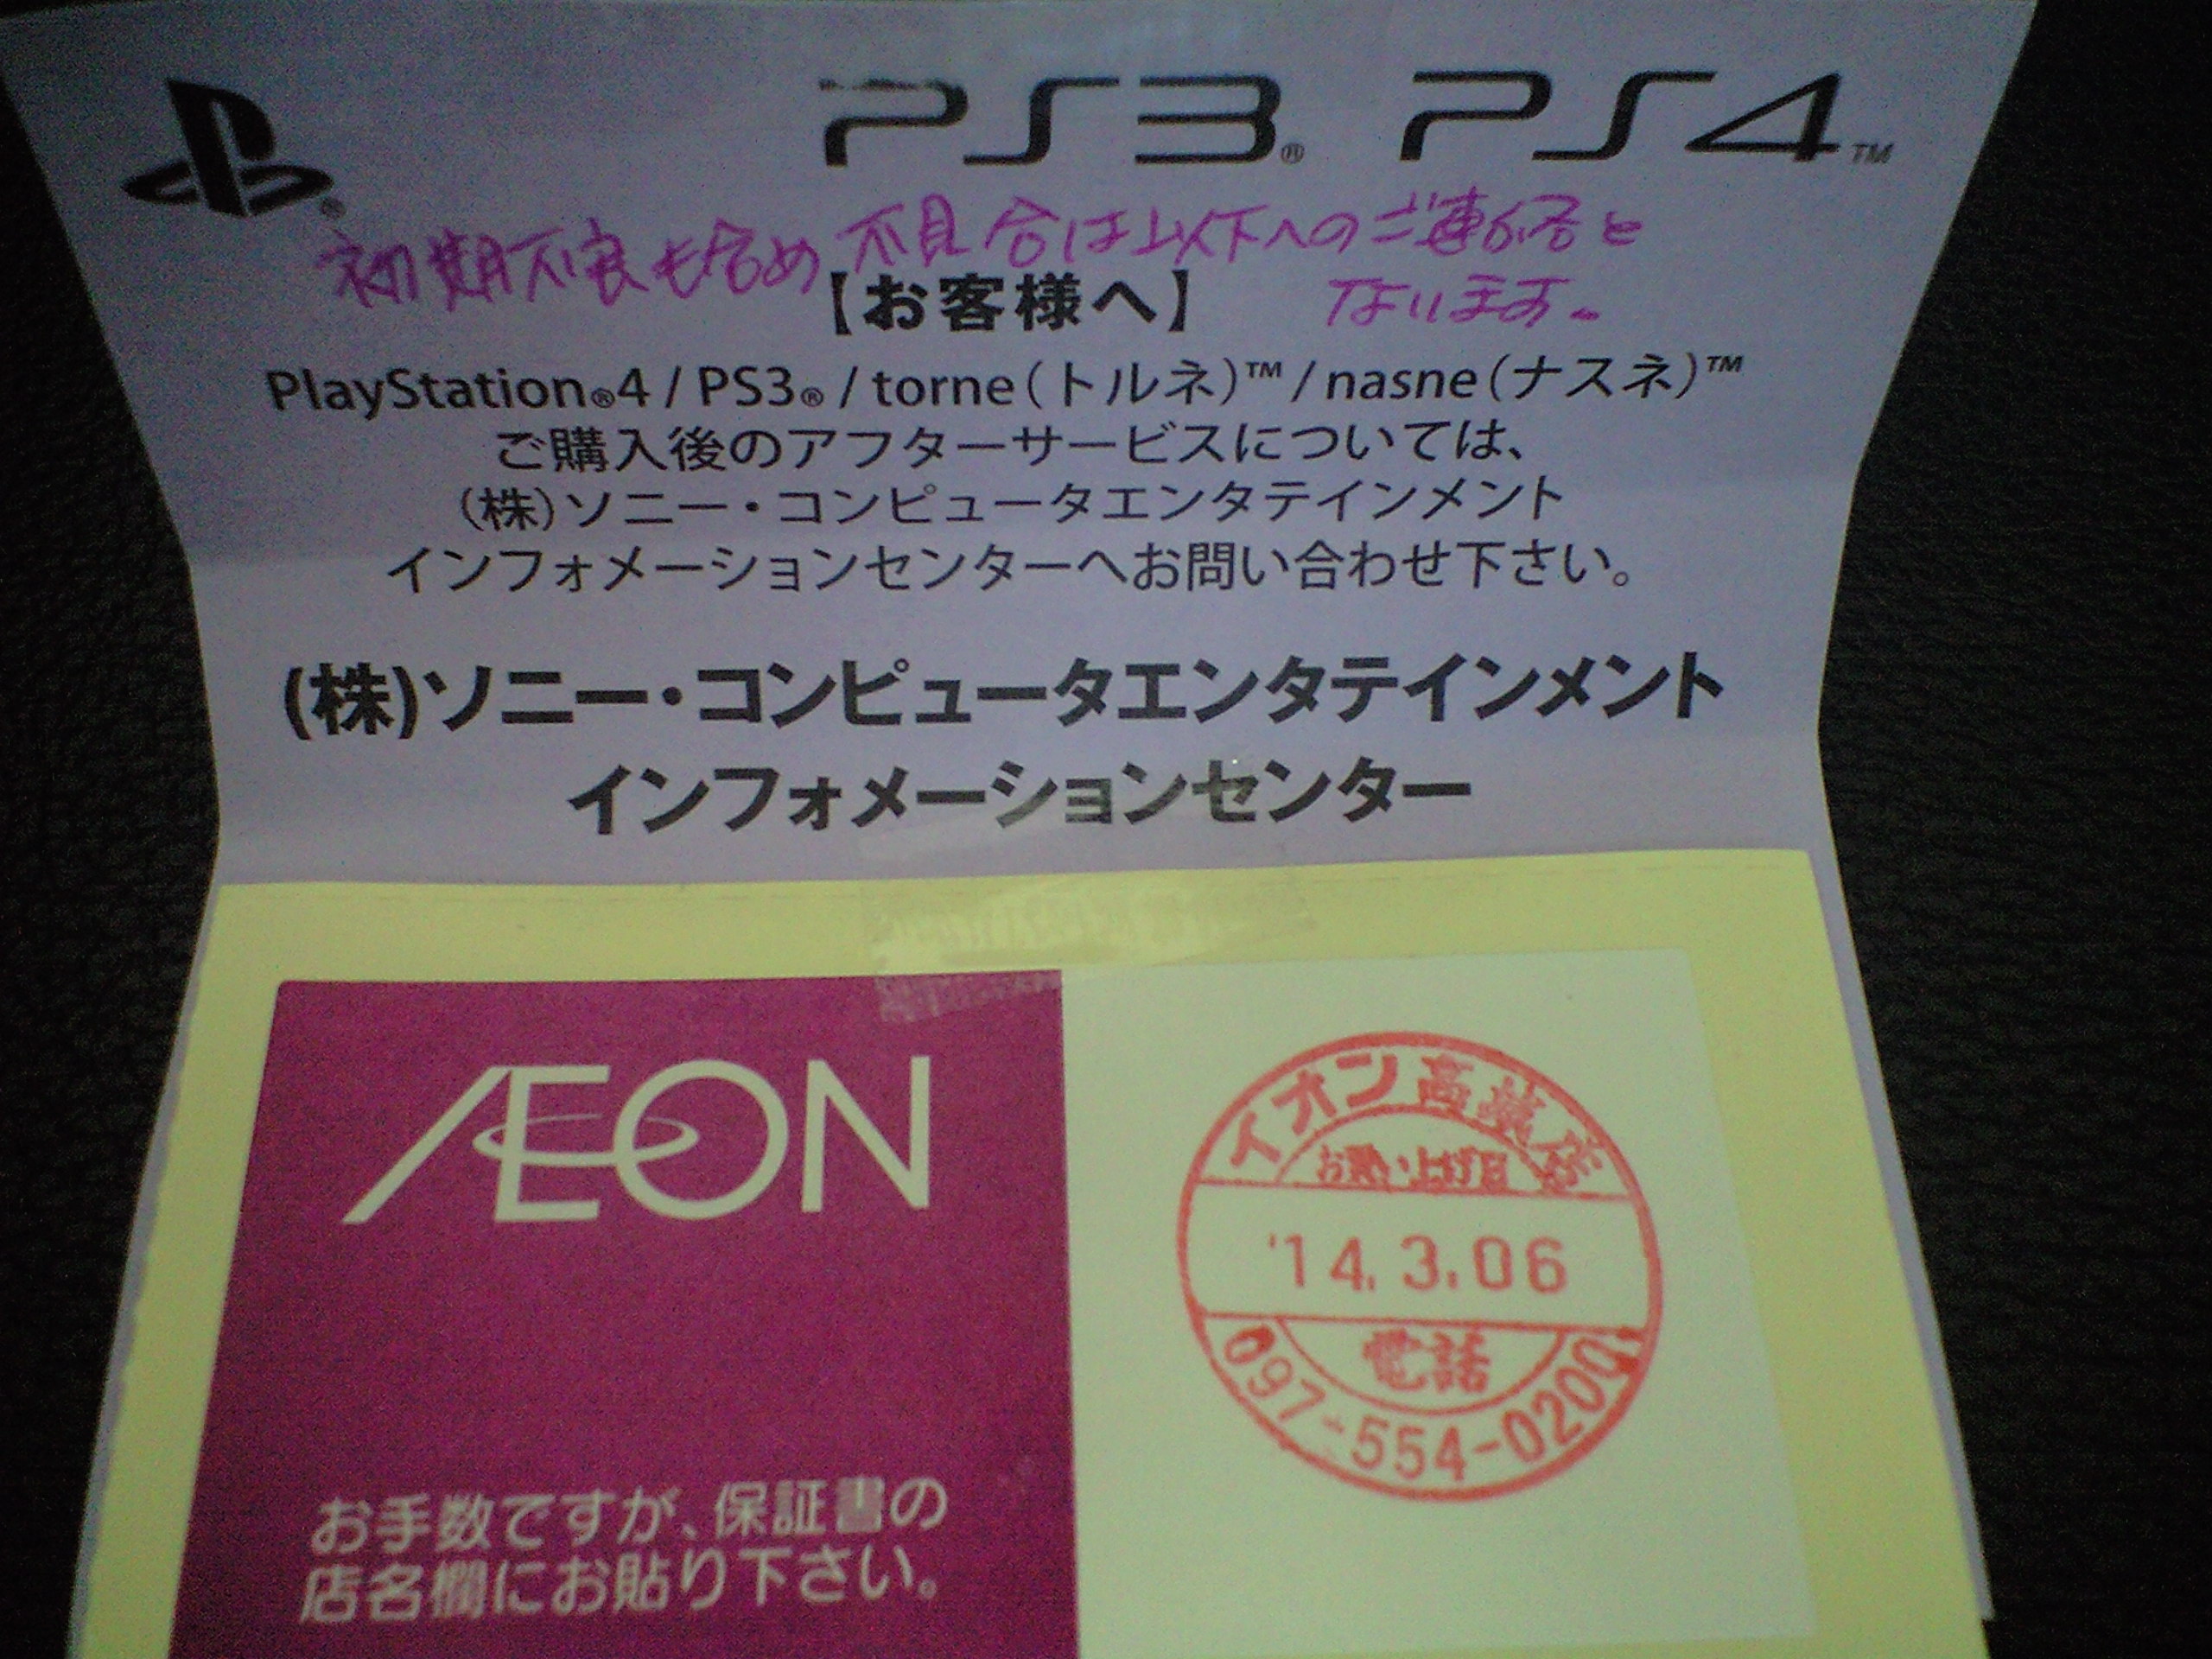 PS3® PS4™
初期不良も含め 不具合は以下へのご連絡と
なります。
【お客様へ】
PlayStation®4 / PS3® / torne（トルネ）™ / nasne（ナスネ）™
ご購入後のアフターサービスについては、
（株）ソニー・コンピュータエンタテインメント
インフォメーションセンターへお問い合わせ下さい。
(株)ソニー・コンピュータエンタテインメント
インフォメーションセンター
ÆON
お手数ですが、保証書の
店名欄にお貼り下さい。
イオン高城店
お買い上げ日
'14.3.06
電話
097-554-0200